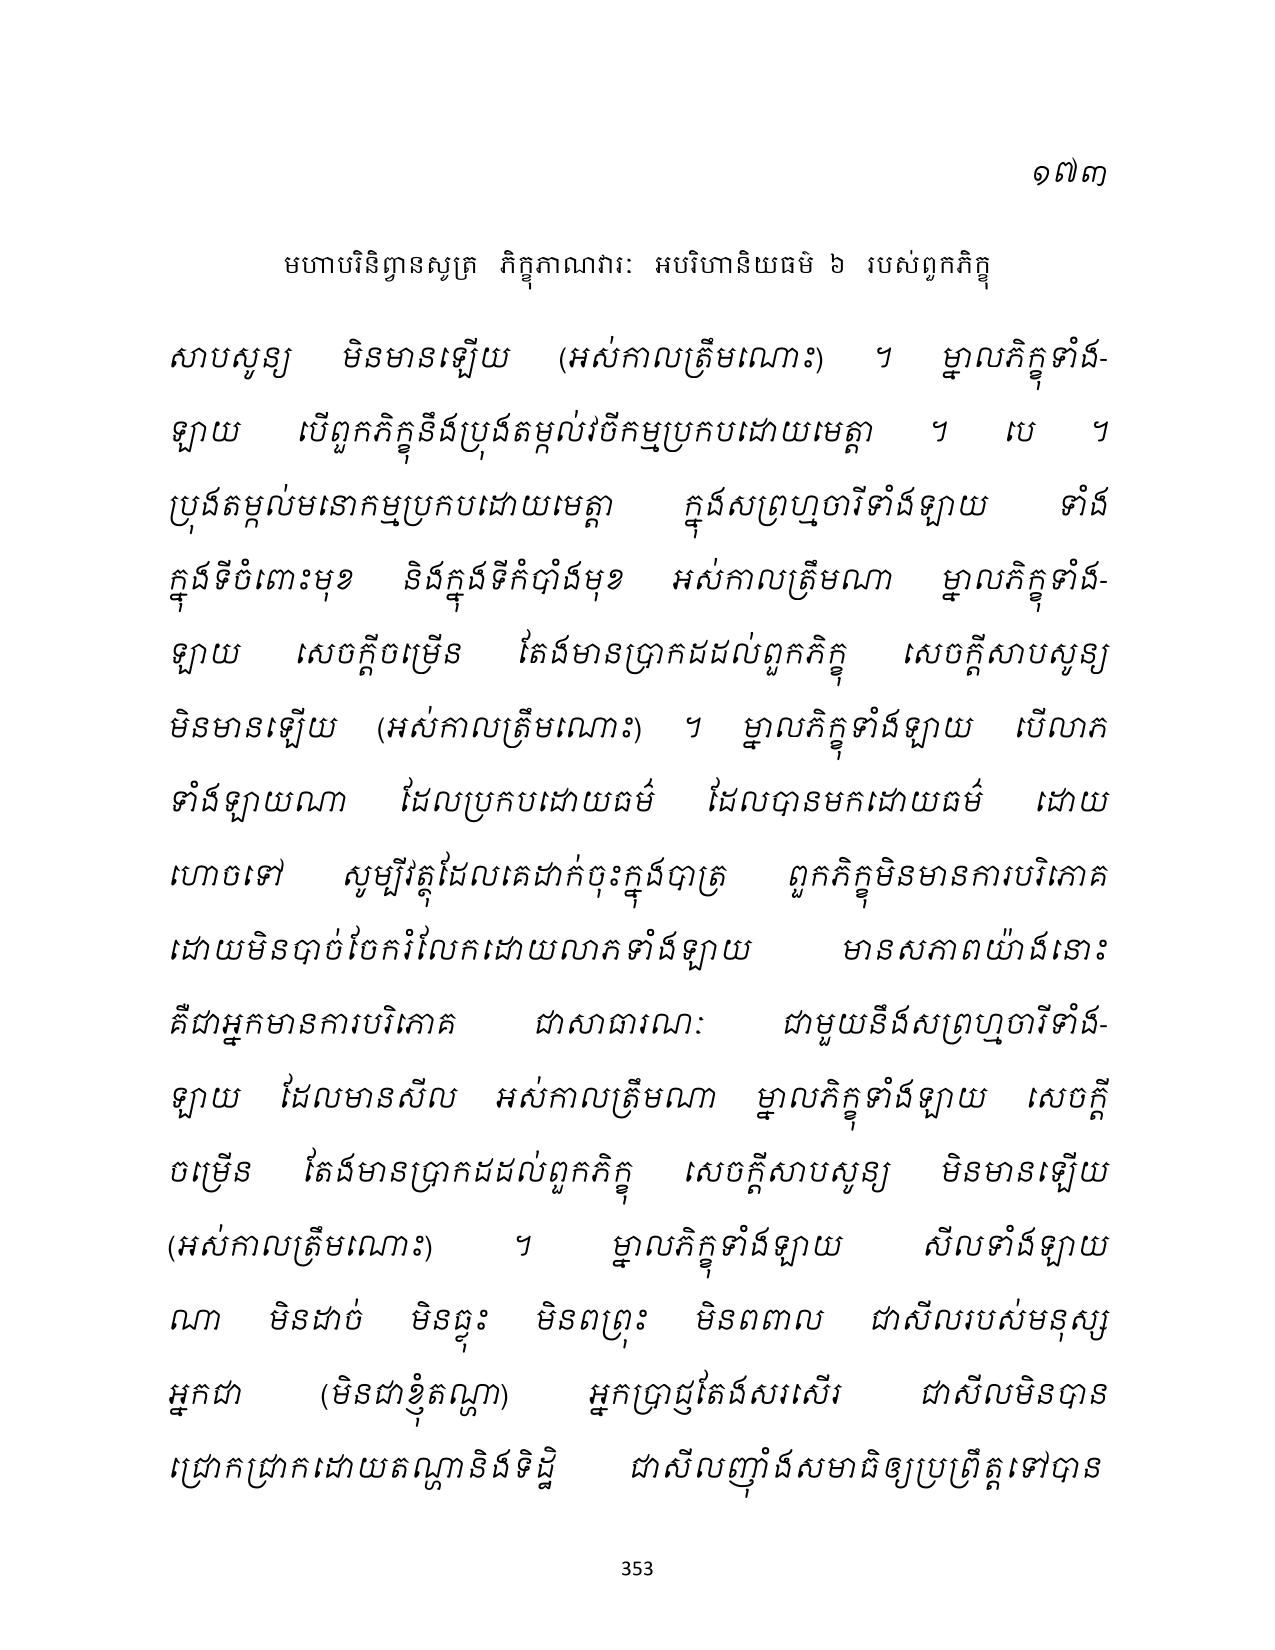 ១៧៣
មហាបរិនិព្វានសូត្រ ភិក្ខុភាណវារៈ អបរិហានិយធម៌ ៦ របស់ពួកភិក្ខុ
សាបសូន្យ មិនមានឡើយ (អស់កាលត្រឹមណោះ) ។ ម្នាលភិក្ខុទាំង-
ឡាយ បើពួកភិក្ខុនឹងប្រុងតម្កល់វចីកម្មប្រកបដោយមេត្តា ។ បេ ។
ប្រុងតម្កល់មនោកម្មប្រកបដោយមេត្តា ក្នុងសព្រហ្មចារីទាំងឡាយ ទាំង
ក្នុងទីចំពោះមុខ និងក្នុងទីកំបាំងមុខ អស់កាលត្រឹមណា ម្នាលភិក្ខុទាំង-
ឡាយ សេចក្តីចម្រើន តែងមានប្រាកដដល់ពួកភិក្ខុ សេចក្តីសាបសូន្យ
មិនមានឡើយ (អស់កាលត្រឹមណោះ) ។ ម្នាលភិក្ខុទាំងឡាយ បើលាភ
ទាំងឡាយណា ដែលប្រកបដោយធម៌ ដែលបានមកដោយធម៌ ដោយ
ហោចទៅ សូម្បីវត្ថុដែលគេដាក់ចុះក្នុងបាត្រ ពួកភិក្ខុមិនមានការបរិភោគ
ដោយមិនបាច់ចែករំលែកដោយលាភទាំងឡាយ មានសភាពយ៉ាងនោះ
គឺជាអ្នកមានការបរិភោគ ជាសាធារណៈ ជាមួយនឹងសព្រហ្មចារីទាំង-
ឡាយ ដែលមានសីល អស់កាលត្រឹមណា ម្នាលភិក្ខុទាំងឡាយ សេចក្តី
ចម្រើន តែងមានប្រាកដដល់ពួកភិក្ខុ សេចក្តីសាបសូន្យ មិនមានឡើយ
(អស់កាលត្រឹមណោះ) ។ ម្នាលភិក្ខុទាំងឡាយ សីលទាំងឡាយ
ណា មិនដាច់ មិនធ្លុះ មិនពព្រុះ មិនពពាល ជាសីលរបស់មនុស្ស
អ្នកជា (មិនជាខ្ញុំតណ្ហា) អ្នកប្រាជ្ញតែងសរសើរ ជាសីលមិនបាន
ជ្រោកជ្រាកដោយតណ្ហានិងទិដ្ឋិ ជាសីលញ៉ាំងសមាធិឲ្យប្រព្រឹត្តទៅបាន
353